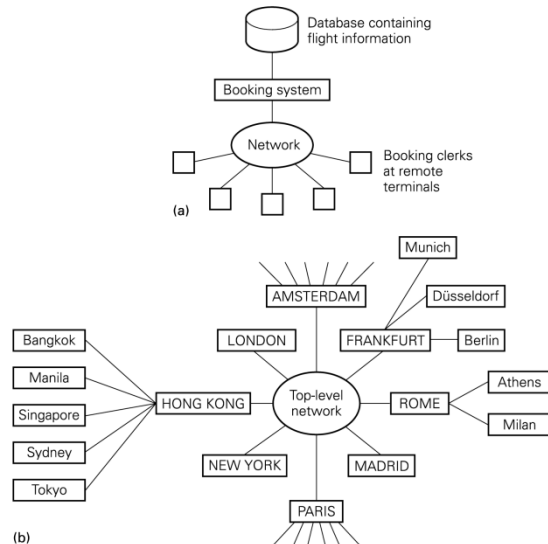 Database containing
flight information
Booking system
Network
Booking clerks
at remote
terminals
(a)
Munich
AMSTERDAM
Düsseldorf
LONDON
FRANKFURT
Berlin
Bangkok
Manila
Singapore
Sydney
Tokyo
HONG KONG
Top-level
network
ROME
Athens
Milan
NEW YORK
MADRID
PARIS
(b)